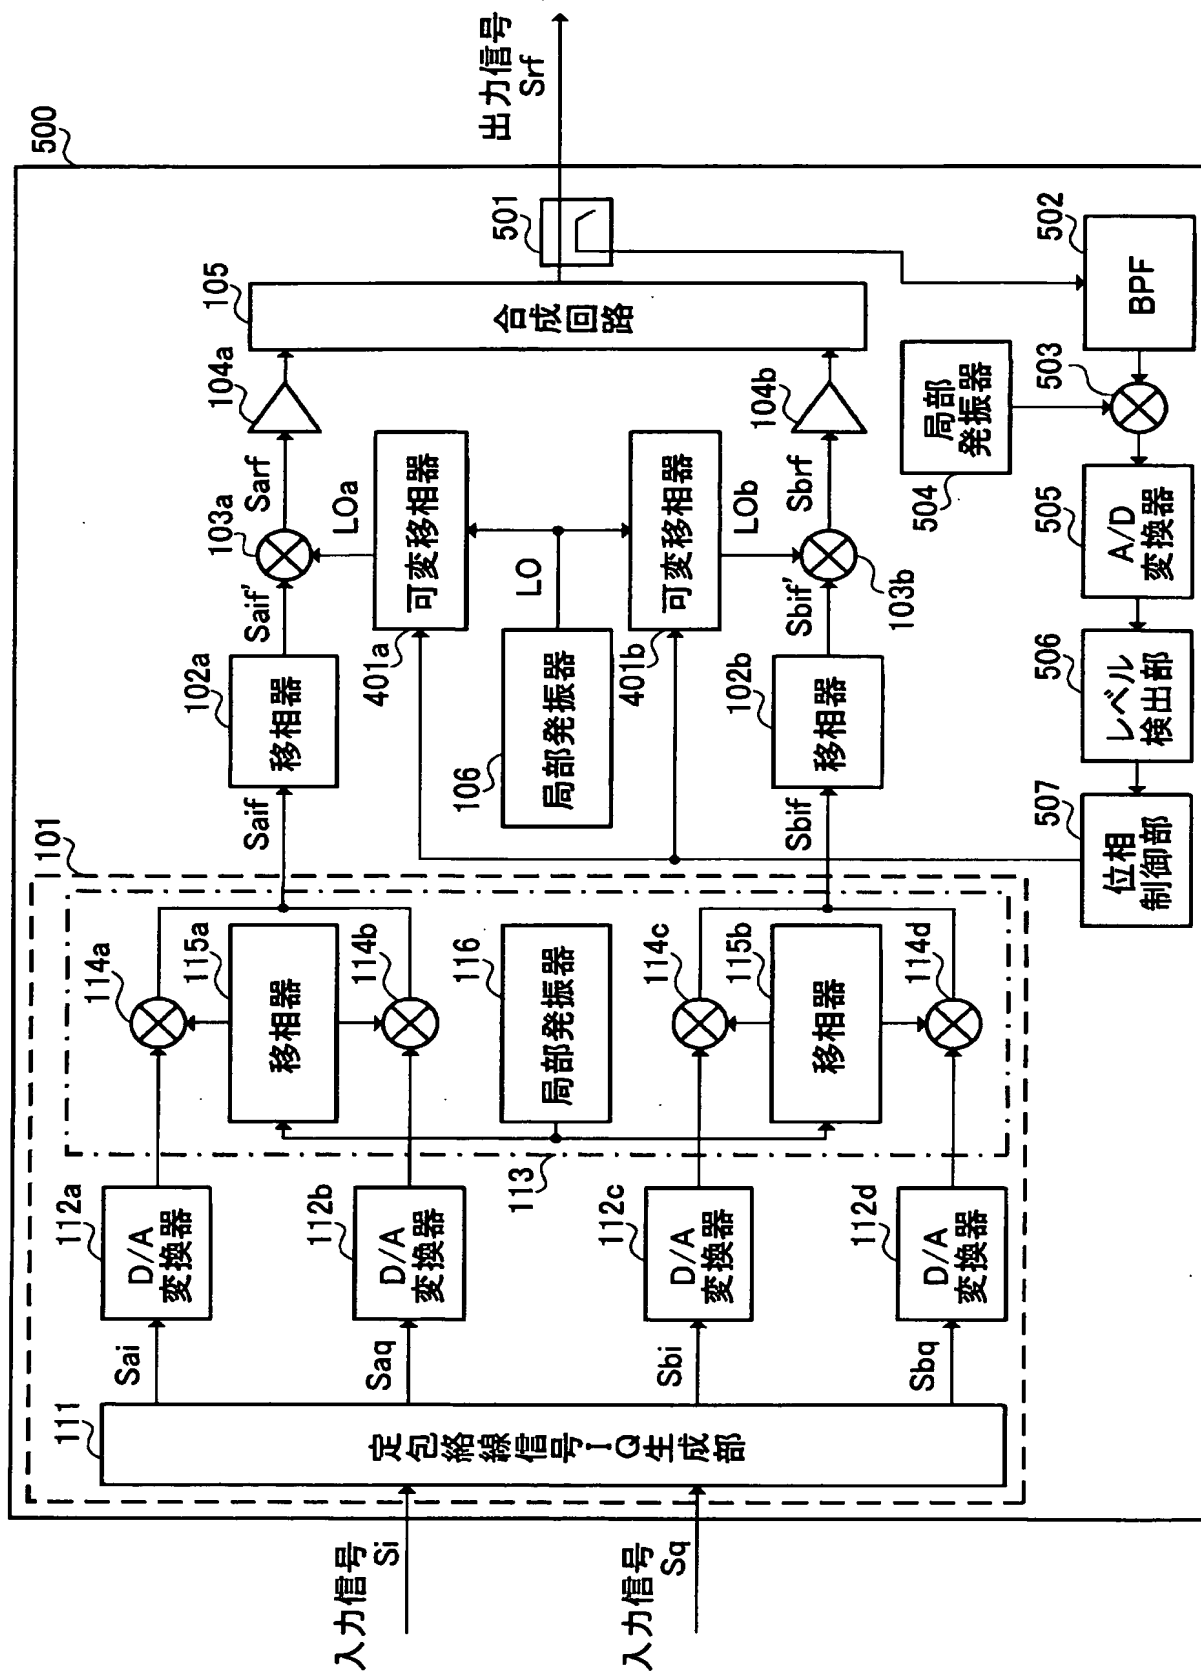 500
101
入力信号
Si
入力信号
Sq
111
定包絡線信号IQ生成部
Sai
Saq
Sbi
Sbq
112a
D/A
変換器
112b
D/A
変換器
112c
D/A
変換器
112d
D/A
変換器
113
114a
115a
移相器
114b
116
局部発振器
114c
115b
移相器
114d
Saif
Sbif
102a
移相器
106
局部発振器
102b
移相器
Saif'
LO
Sbif'
103a
401a
可変移相器
401b
可変移相器
103b
Sarf
LOa
LOb
Sbrf
104a
104b
105
合成回路
501
出力信号
Srf
502
BPF
503
504
局部
発振器
505
A/D
変換器
506
レベル
検出部
507
位相
制御部